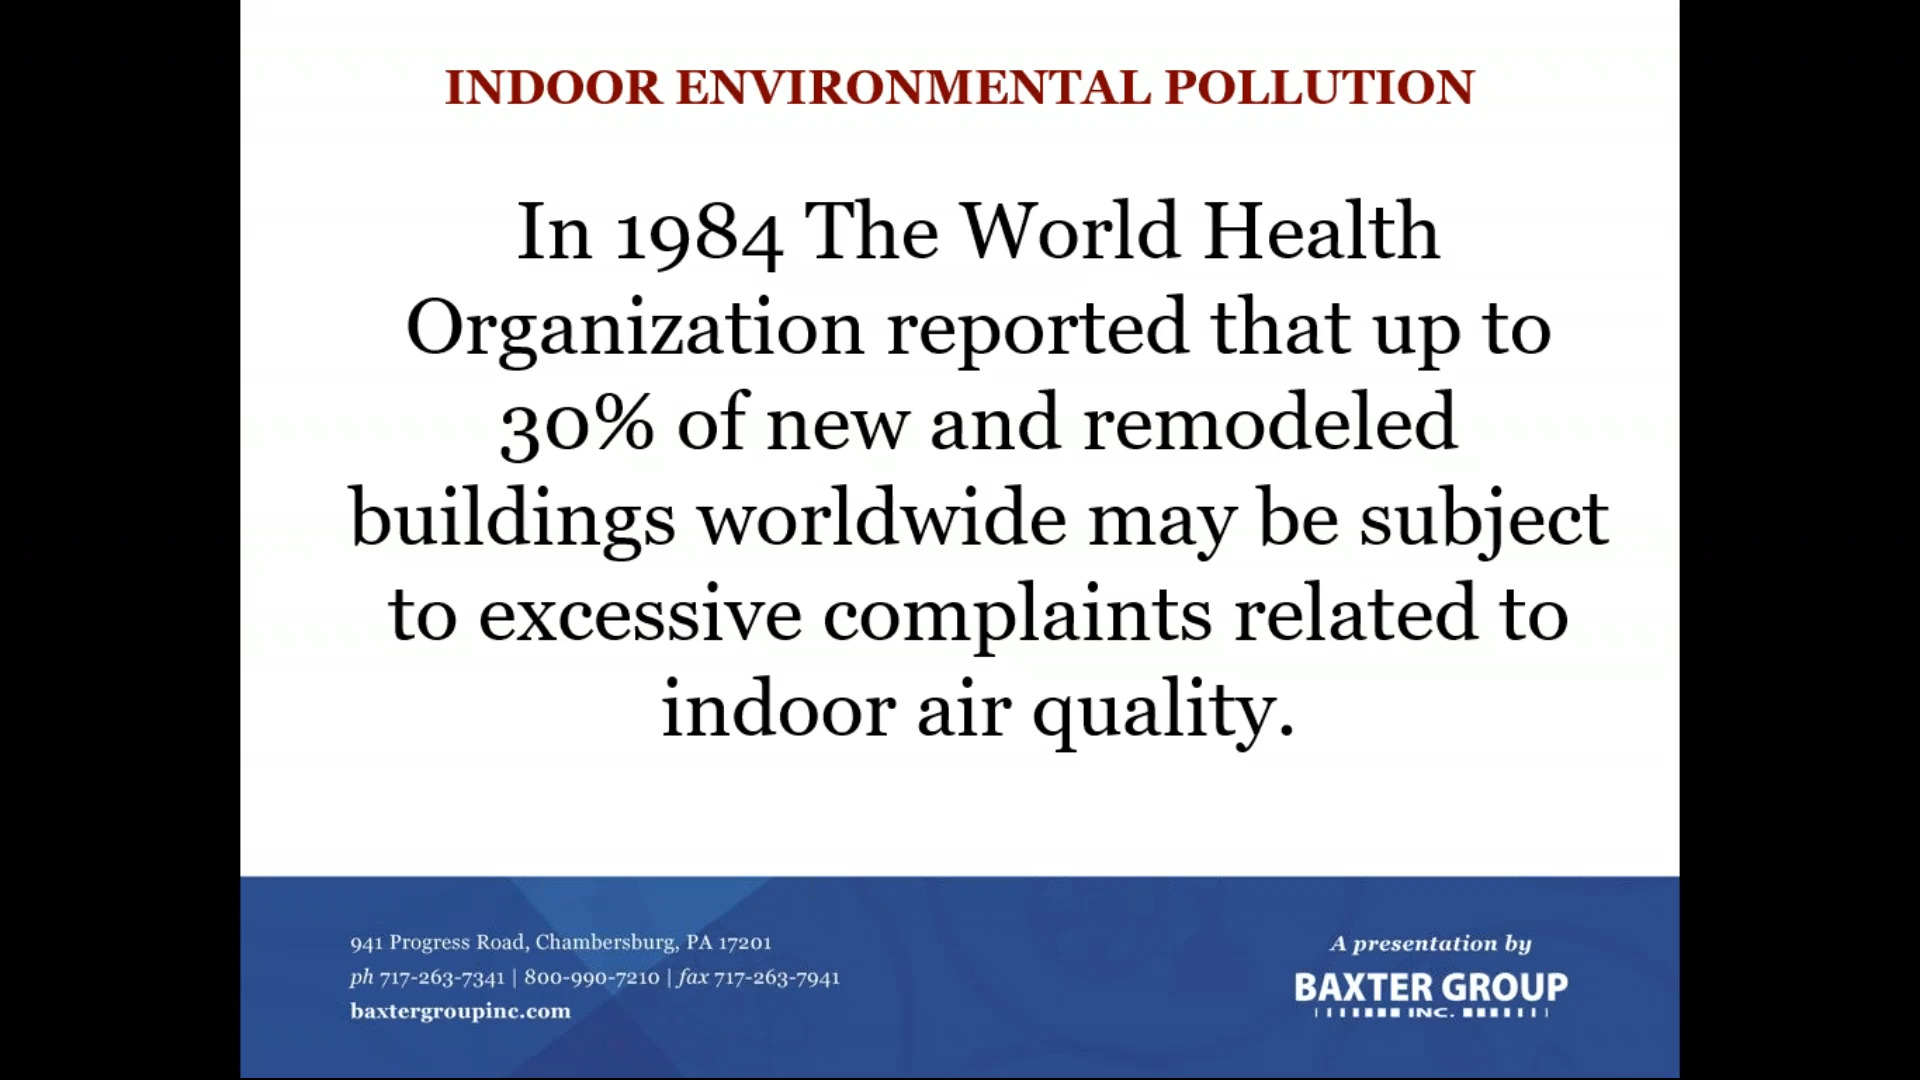 INDOOR ENVIRONMENTAL POLLUTION
In 1984 The World Health
Organization reported that up to
30% of new and remodeled
buildings worldwide may be subject
to excessive complaints related to
indoor air quality.
941 Progress Road, Chambersburg, PA 17201
ph 717-263-7341 | 800-990-7210 | fax 717-263-7941
baxtergroupinc.com
A presentation by
BAXTER GROUP
INC.